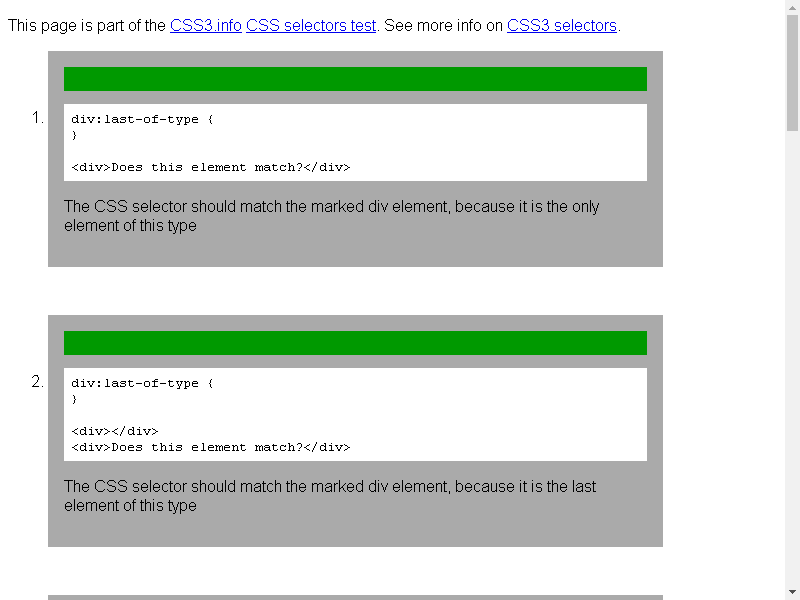 This page is part of the CSS3.info CSS selectors test. See more info on CSS3 selectors.
1.
div:last-of-type {
}
<div>Does this element match?</div>
The CSS selector should match the marked div element, because it is the only
element of this type
2.
div:last-of-type {
}
<div></div>
<div>Does this element match?</div>
The CSS selector should match the marked div element, because it is the last
element of this type